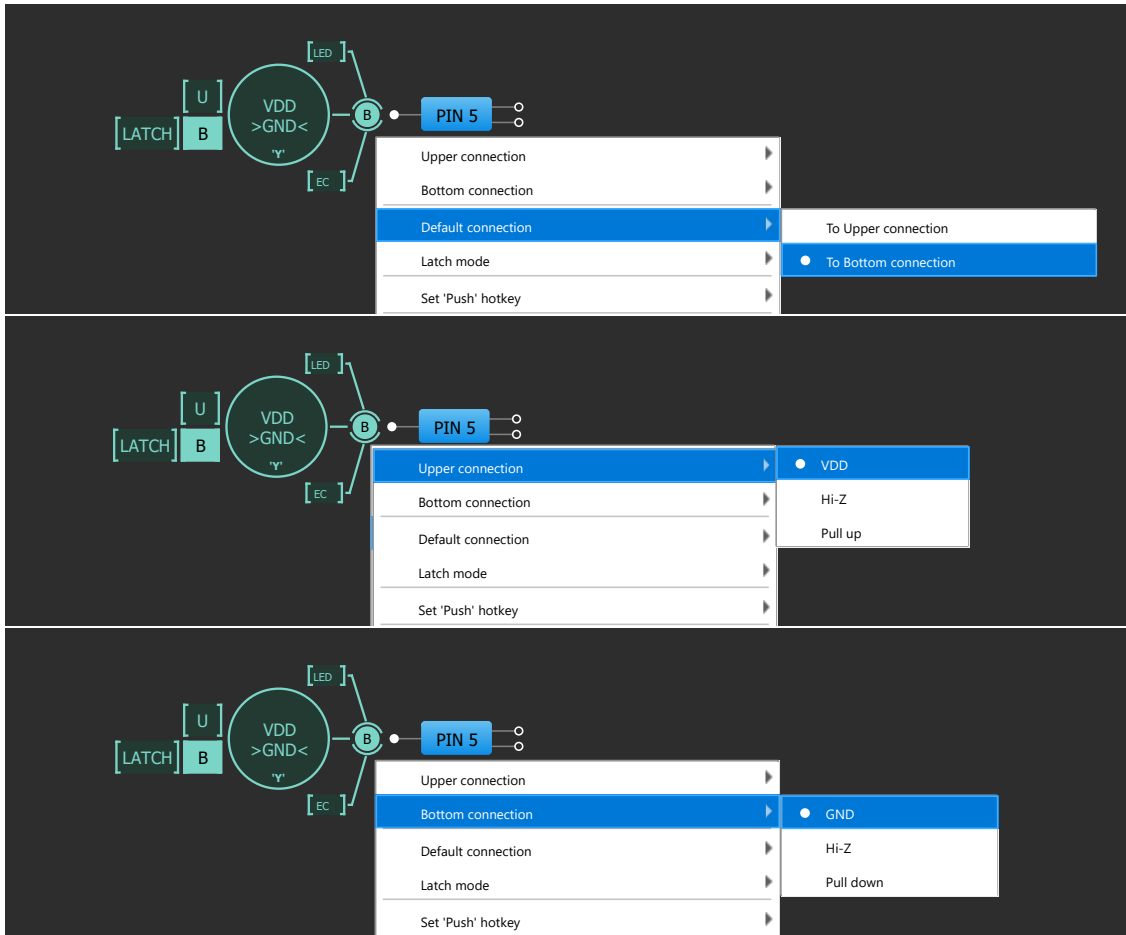 [LED ]
[ U ]
VDD
>GND<
'Y'
B
PIN 5
[LATCH] B
[ EC ]
Upper connection
Bottom connection
Default connection
To Upper connection
Latch mode
To Bottom connection
Set 'Push' hotkey
[LED ]
[ U ]
VDD
>GND<
'Y'
B
PIN 5
[LATCH] B
[ EC ]
Upper connection
VDD
Bottom connection
Hi-Z
Default connection
Pull up
Latch mode
Set 'Push' hotkey
[LED ]
[ U ]
VDD
>GND<
'Y'
B
PIN 5
[LATCH] B
[ EC ]
Upper connection
Bottom connection
GND
Default connection
Hi-Z
Latch mode
Pull down
Set 'Push' hotkey